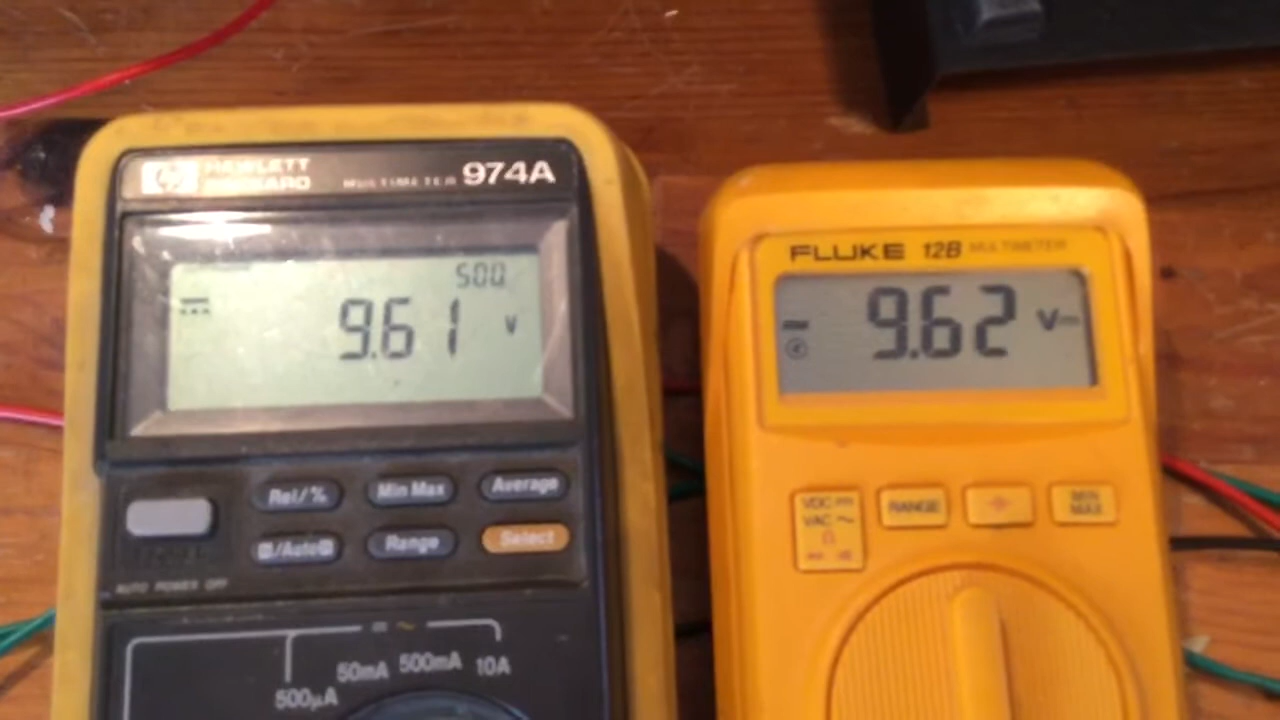 HEWLETT
PACKARD
MULTIMETER 974A
500
9.61 V
Rel/%
Min Max
Average
Range
Select
AUTO POWER OFF
50mA 500mA 10A
500µA
FLUKE 12B MULTIMETER
9.62 V
VDC
VAC
Ω
RANGE
MIN
MAX